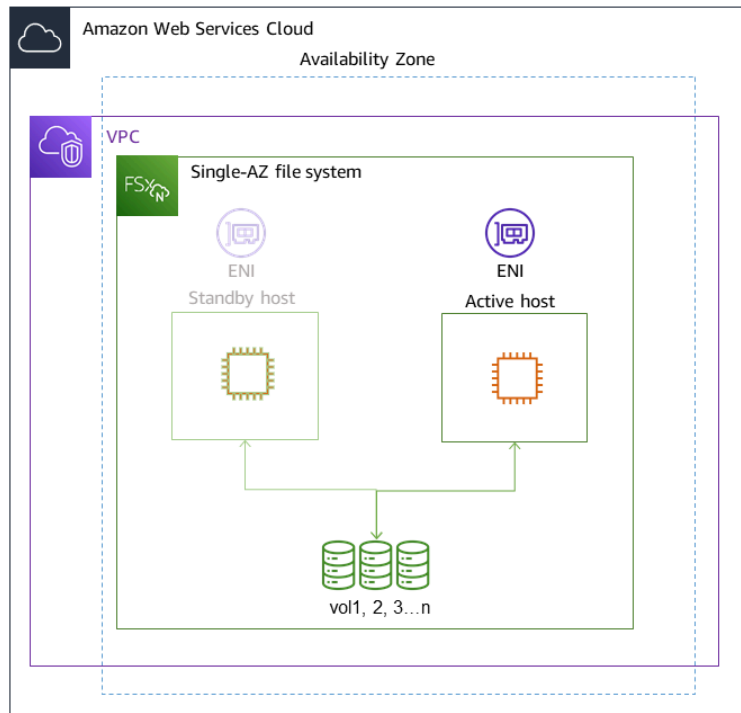 Amazon Web Services Cloud
Availability Zone
VPC
FSx
N
Single-AZ file system
ENI
ENI
Standby host
Active host
vol1, 2, 3...n